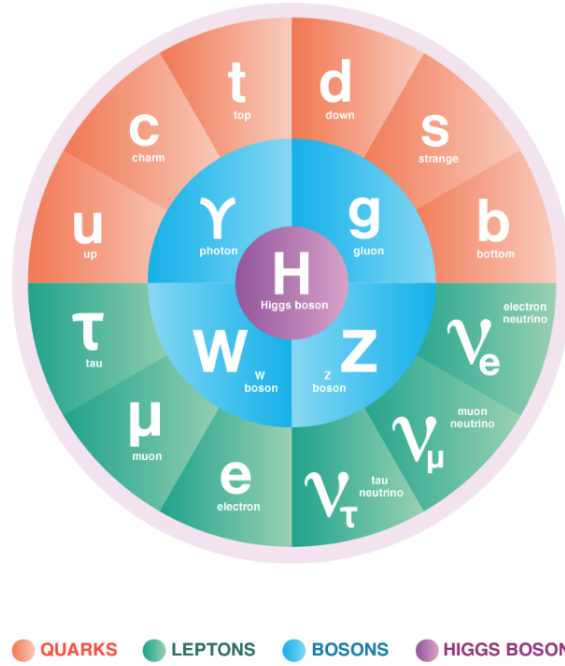 t
top
d
down
c
charm
s
strange
u
up
b
bottom
γ
photon
g
gluon
H
Higgs boson
W
W
boson
Z
Z
boson
τ
tau
νe
electron
neutrino
μ
muon
νμ
muon
neutrino
e
electron
ντ
tau
neutrino
QUARKS
LEPTONS
BOSONS
HIGGS BOSON